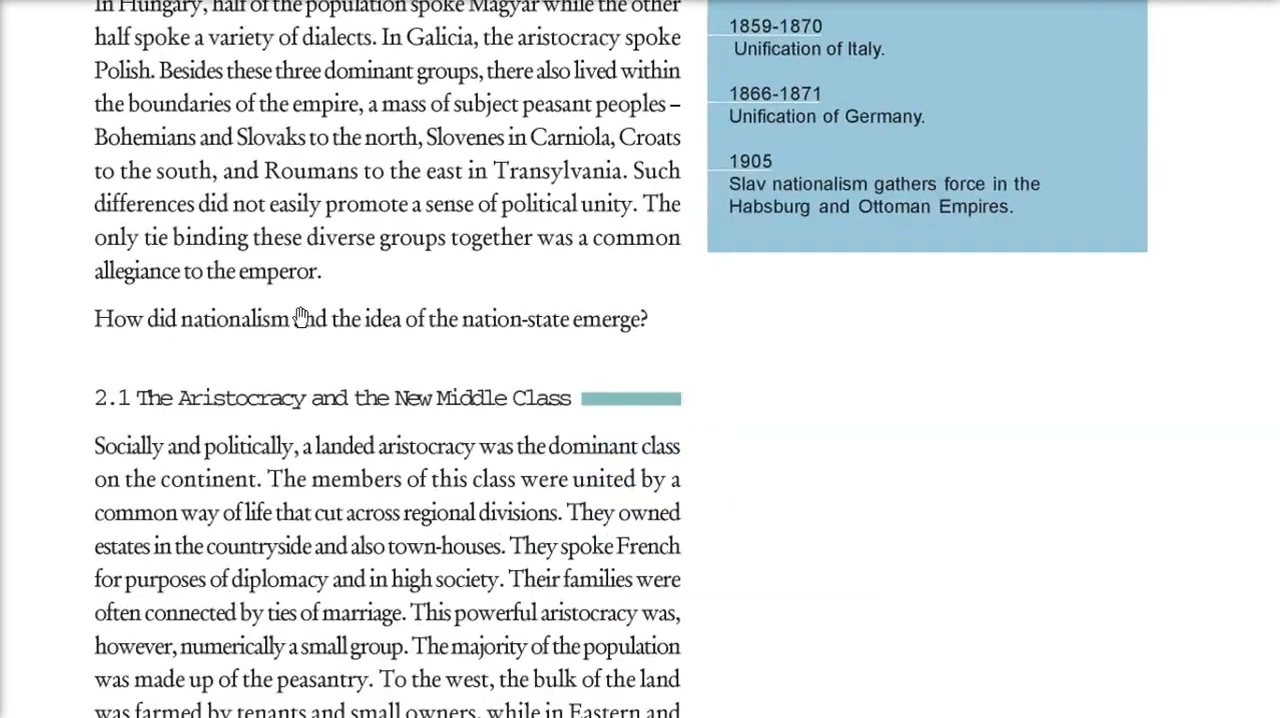 In Hungary, half of the population spoke Magyar while the other
half spoke a variety of dialects. In Galicia, the aristocracy spoke
Polish. Besides these three dominant groups, there also lived within
the boundaries of the empire, a mass of subject peasant peoples –
Bohemians and Slovaks to the north, Slovenes in Carniola, Croats
to the south, and Roumans to the east in Transylvania. Such
differences did not easily promote a sense of political unity. The
only tie binding these diverse groups together was a common
allegiance to the emperor.
How did nationalism and the idea of the nation-state emerge?
2.1 The Aristocracy and the New Middle Class
Socially and politically, a landed aristocracy was the dominant class
on the continent. The members of this class were united by a
common way of life that cut across regional divisions. They owned
estates in the countryside and also town-houses. They spoke French
for purposes of diplomacy and in high society. Their families were
often connected by ties of marriage. This powerful aristocracy was,
however, numerically a small group. The majority of the population
was made up of the peasantry. To the west, the bulk of the land
was farmed by tenants and small owners, while in Eastern and
1859-1870
Unification of Italy.
1866-1871
Unification of Germany.
1905
Slav nationalism gathers force in the
Habsburg and Ottoman Empires.